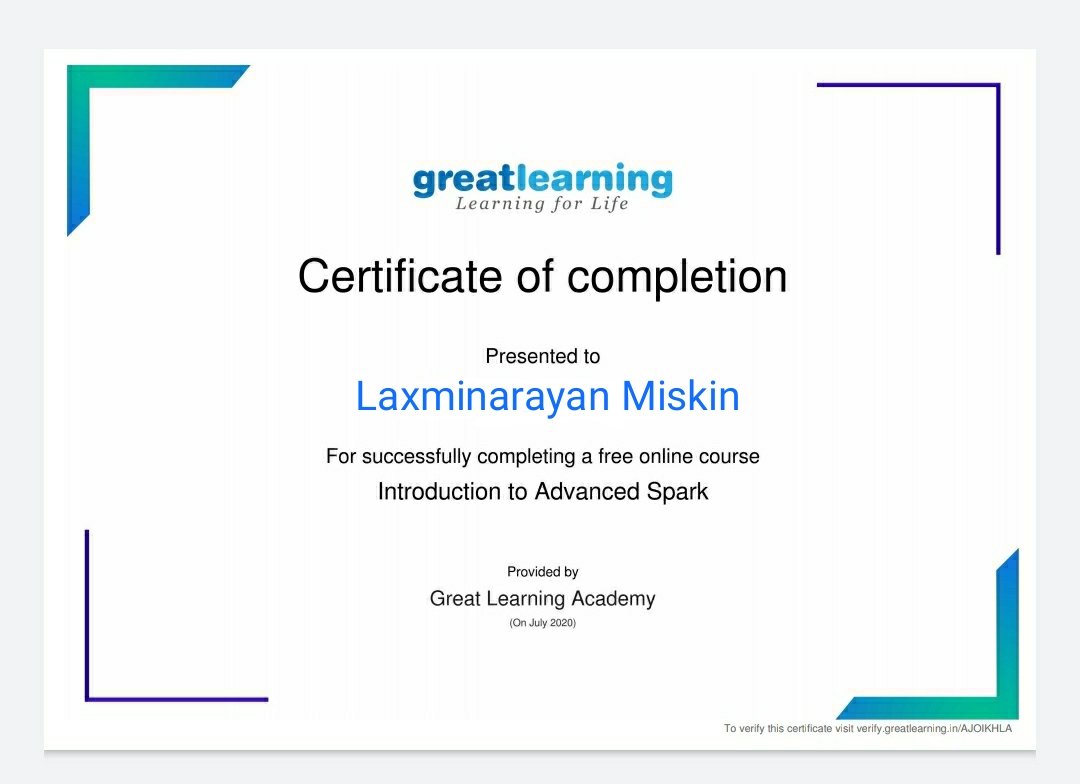 greatlearning
Learning for Life
Certificate of completion
Presented to
Laxminarayan Miskin
For successfully completing a free online course
Introduction to Advanced Spark
Provided by
Great Learning Academy
(On July 2020)
To verify this certificate visit verify.greatlearning.in/AJOIKHLA